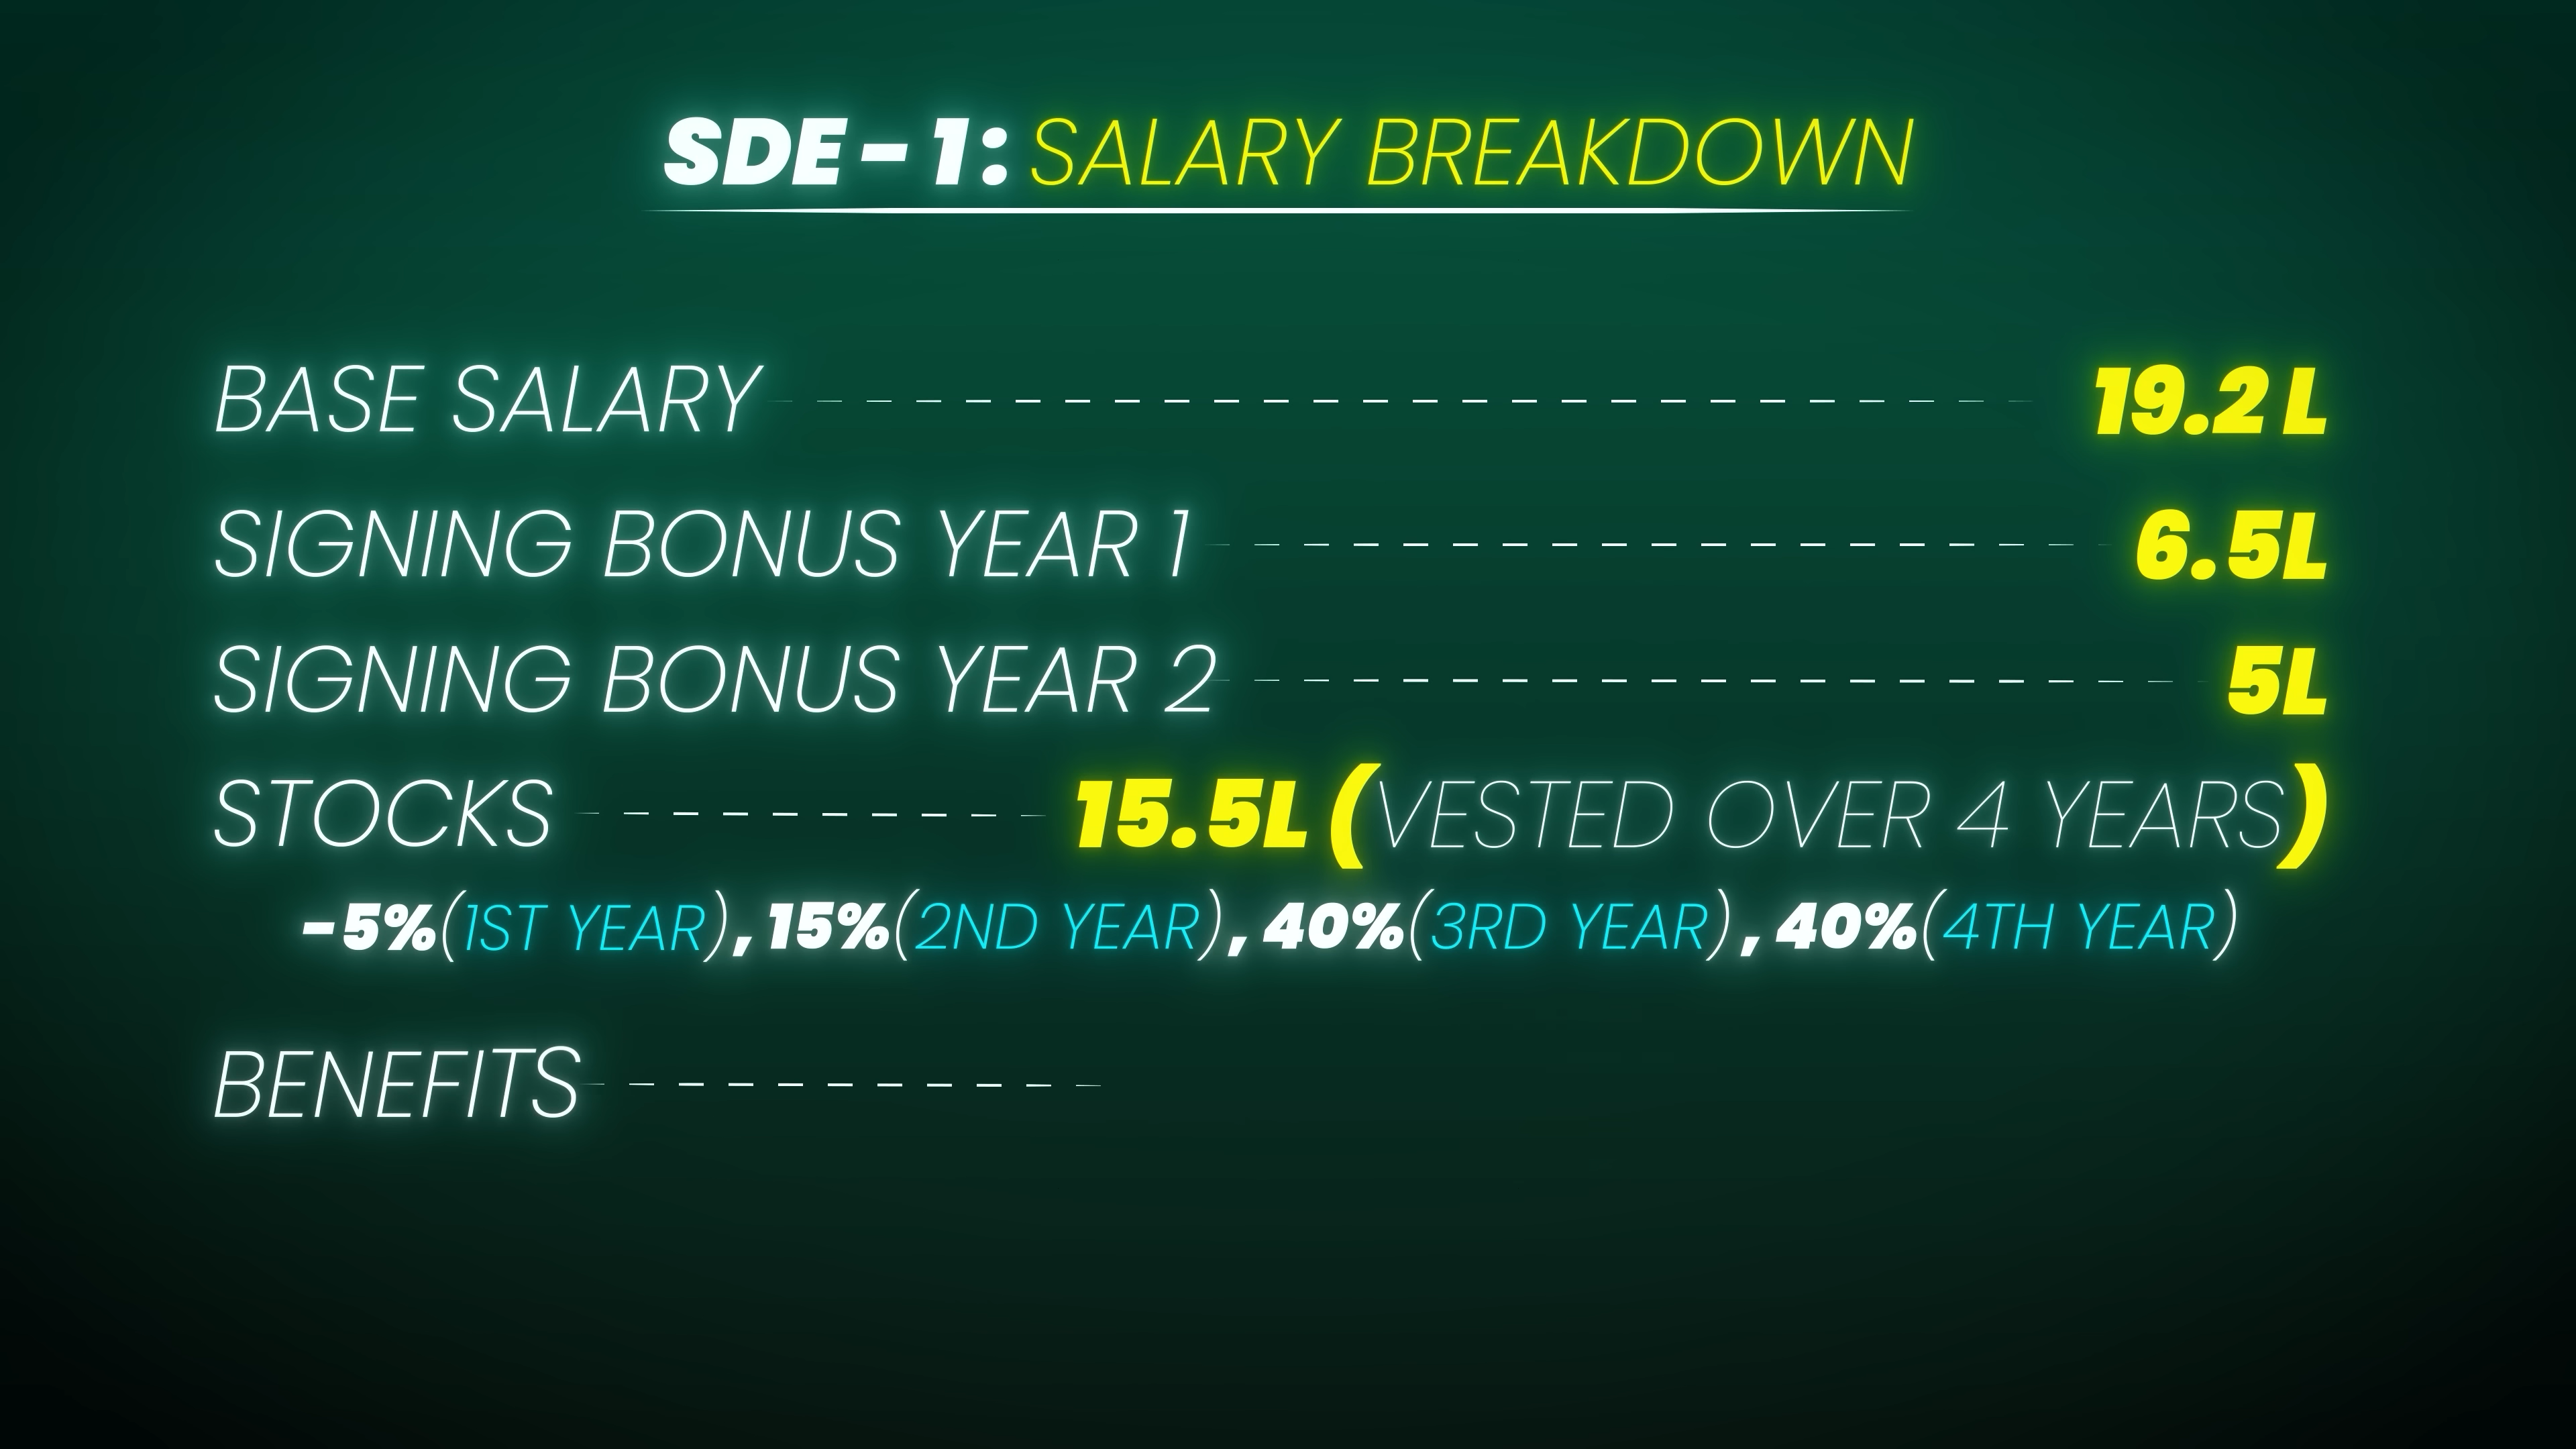 SDE - 1: SALARY BREAKDOWN
BASE SALARY 19.2 L
SIGNING BONUS YEAR 1 6.5L
SIGNING BONUS YEAR 2 5L
STOCKS 15.5L (VESTED OVER 4 YEARS)
-5%(1ST YEAR), 15%(2ND YEAR), 40%(3RD YEAR), 40%(4TH YEAR)
BENEFITS